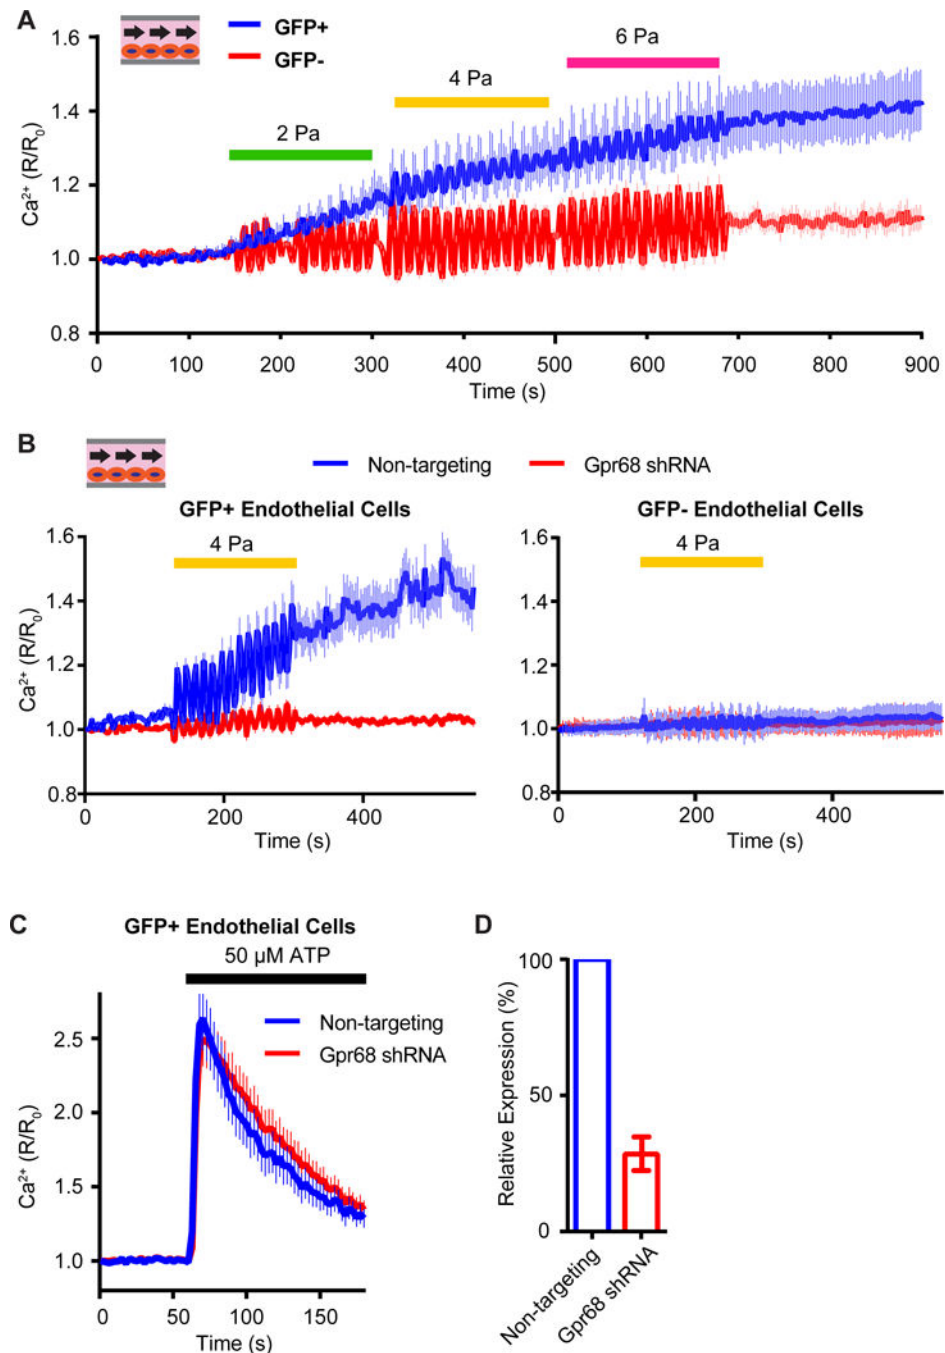 A
GFP+
GFP-
2 Pa
4 Pa
6 Pa
Ca²⁺ (R/R₀)
1.6
1.4
1.2
1.0
0.8
0 100 200 300 400 500 600 700 800 900
Time (s)
B
Non-targeting
Gpr68 shRNA
GFP+ Endothelial Cells
4 Pa
Ca²⁺ (R/R₀)
1.6
1.4
1.2
1.0
0.8
0 200 400
Time (s)
GFP- Endothelial Cells
4 Pa
1.6
1.4
1.2
1.0
0.8
0 200 400
Time (s)
C
GFP+ Endothelial Cells
50 µM ATP
Non-targeting
Gpr68 shRNA
Ca²⁺ (R/R₀)
2.5
2.0
1.5
1.0
0 50 100 150
Time (s)
D
Relative Expression (%)
100
50
0
Non-targeting
Gpr68 shRNA